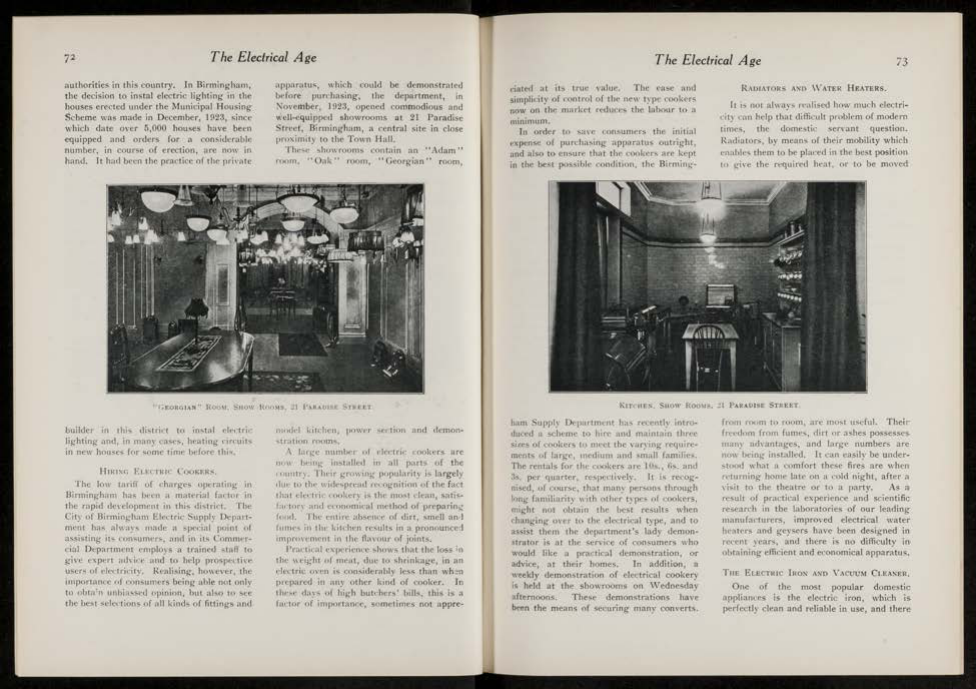 72
The Electrical Age
authorities in this country. In Birmingham,
the decision to instal electric lighting in the
houses erected under the Municipal Housing
Scheme was made in December, 1923, since
which date over 5,000 houses have been
equipped and orders for a considerable
number, in course of erection, are now in
hand. It had been the practice of the private
apparatus, which could be demonstrated
before purchasing, the department, in
November, 1923, opened commodious and
well-equipped showrooms at 21 Paradise
Street, Birmingham, a central site in close
proximity to the Town Hall.
These showrooms contain an "Adam"
room, "Oak" room, "Georgian" room,
"Georgian" Room, Show Rooms, 21 Paradise Street.
builder in this district to instal electric
lighting and, in many cases, heating circuits
in new houses for some time before this.
Hiring Electric Cookers.
The low tariff of charges operating in
Birmingham has been a material factor in
the rapid development in this district. The
City of Birmingham Electric Supply Depart-
ment has always made a special point of
assisting its consumers, and in its Commer-
cial Department employs a trained staff to
give expert advice and to help prospective
users of electricity. Realising, however, the
importance of consumers being able not only
to obta'n unbiassed opinion, but also to see
the best selections of all kinds of fittings and
model kitchen, power section and demon-
stration rooms.
A large number of electric cookers are
now being installed in all parts of the
country. Their growing popularity is largely
due to the widespread recognition of the fact
that electric cookery is the most clean, satis-
factory and economical method of preparing
food. The entire absence of dirt, smell and
fumes in the kitchen results in a pronounced
improvement in the flavour of joints.
Practical experience shows that the loss in
the weight of meat, due to shrinkage, in an
electric oven is considerably less than when
prepared in any other kind of cooker. In
these days of high butchers' bills, this is a
factor of importance, sometimes not appre-
The Electrical Age
73
ciated at its true value. The ease and
simplicity of control of the new type cookers
now on the market reduces the labour to a
minimum.
In order to save consumers the initial
expense of purchasing apparatus outright,
and also to ensure that the cookers are kept
in the best possible condition, the Birming-
Radiators and Water Heaters.
It is not always realised how much electri-
city can help that difficult problem of modern
times, the domestic servant question.
Radiators, by means of their mobility which
enables them to be placed in the best position
to give the required heat, or to be moved
Kitchen, Show Rooms, 21 Paradise Street.
ham Supply Department has recently intro-
duced a scheme to hire and maintain three
sizes of cookers to meet the varying require-
ments of large, medium and small families.
The rentals for the cookers are 10s., 6s. and
3s. per quarter, respectively. It is recog-
nised, of course, that many persons through
long familiarity with other types of cookers,
might not obtain the best results when
changing over to the electrical type, and to
assist them the department's lady demon-
strator is at the service of consumers who
would like a practical demonstration, or
advice, at their homes. In addition, a
weekly demonstration of electrical cookery
is held at the showrooms on Wednesday
afternoons. These demonstrations have
been the means of securing many converts.
from room to room, are most useful. Their
freedom from fumes, dirt or ashes possesses
many advantages, and large numbers are
now being installed. It can easily be under-
stood what a comfort these fires are when
returning home late on a cold night, after a
visit to the theatre or to a party. As a
result of practical experience and scientific
research in the laboratories of our leading
manufacturers, improved electrical water
heaters and geysers have been designed in
recent years, and there is no difficulty in
obtaining efficient and economical apparatus.
The Electric Iron and Vacuum Cleaner.
One of the most popular domestic
appliances is the electric iron, which is
perfectly clean and reliable in use, and there